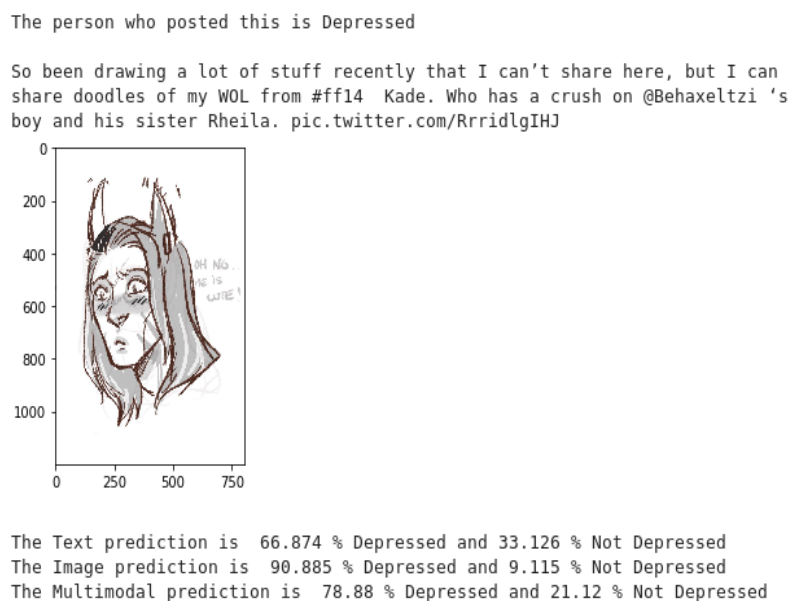 The person who posted this is Depressed
So been drawing a lot of stuff recently that I can’t share here, but I can
share doodles of my WOL from #ff14  Kade. Who has a crush on @Behaxeltzi ‘s
boy and his sister Rheila. pic.twitter.com/RrridlgIHJ
0
200
400
600
800
1000
OH NO..
HE is
CUTE!
0 250 500 750
The Text prediction is  66.874 % Depressed and 33.126 % Not Depressed
The Image prediction is  90.885 % Depressed and 9.115 % Not Depressed
The Multimodal prediction is  78.88 % Depressed and 21.12 % Not Depressed